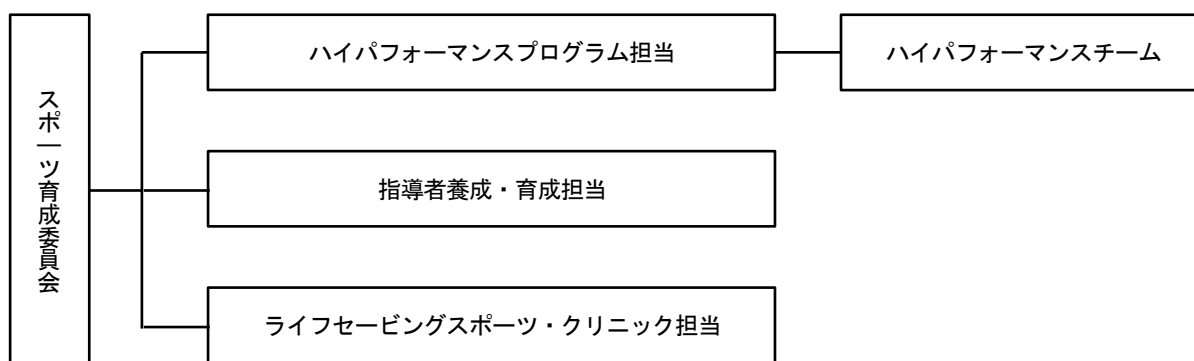 スポーツ育成委員会
ハイパフォーマンスプログラム担当
ハイパフォーマンスチーム
指導者養成・育成担当
ライフセービングスポーツ・クリニック担当